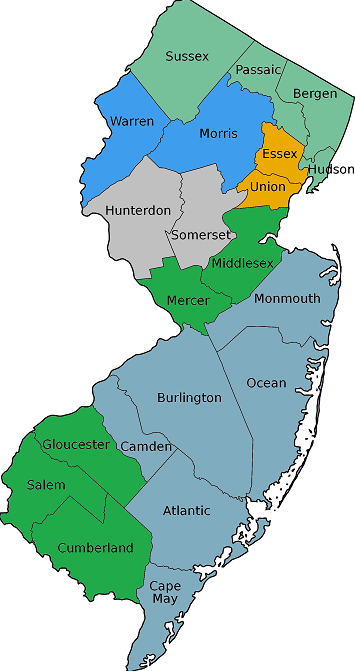 Sussex
Passaic
Bergen
Warren
Morris
Essex
Hudson
Union
Hunterdon
Somerset
Middlesex
Mercer
Monmouth
Ocean
Burlington
Gloucester
Camden
Salem
Atlantic
Cumberland
Cape
May